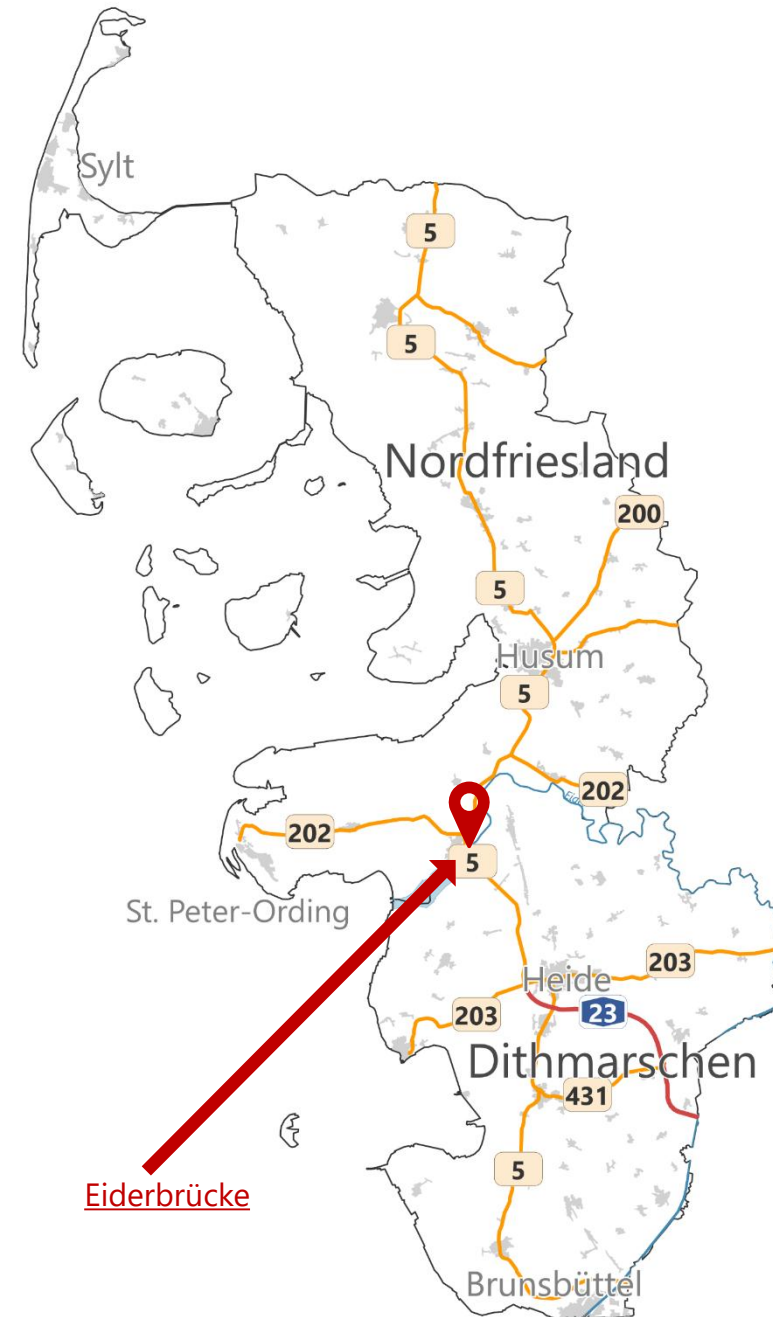 Sylt
5
5
Nordfriesland
200
5
Husum
5
202
202
5
St. Peter-Ording
Heide
203
203
23
Dithmarschen
431
5
Eiderbrücke
Brunsbüttel